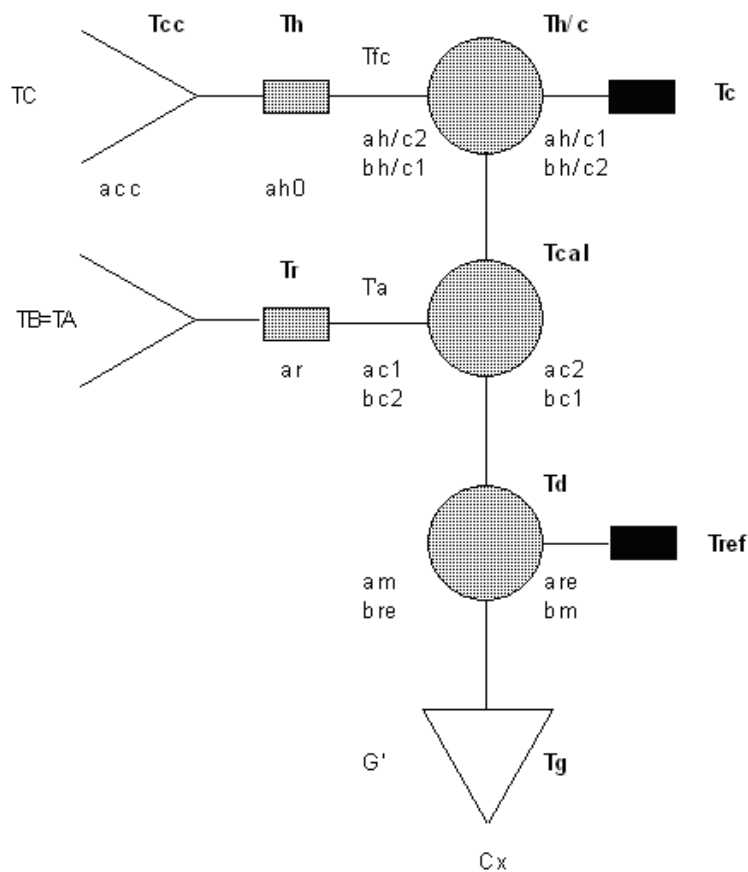 Tcc Th Th/c
TC Tfc Tc
ah/c2 ah/c1
bh/c1 bh/c2
acc ah0
Tr Tcal
TB=TA T'a
ar ac1 ac2
bc2 bc1
Td
Tref
am are
bre bm
G' Tg
Cx